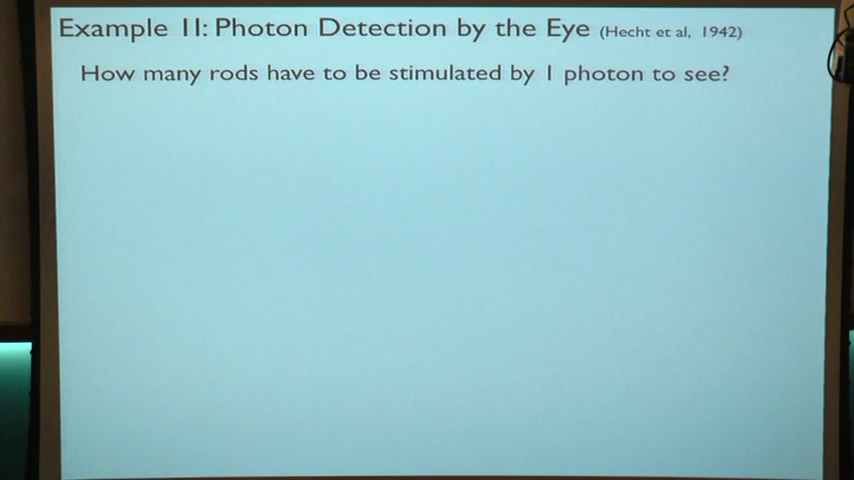 Example II: Photon Detection by the Eye (Hecht et al, 1942)
How many rods have to be stimulated by 1 photon to see?